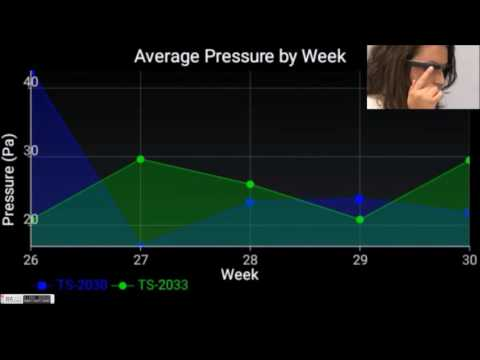 Average Pressure by Week
Pressure (Pa)
40
30
20
26 27 28 29 30
Week
TS-2030 TS-2033